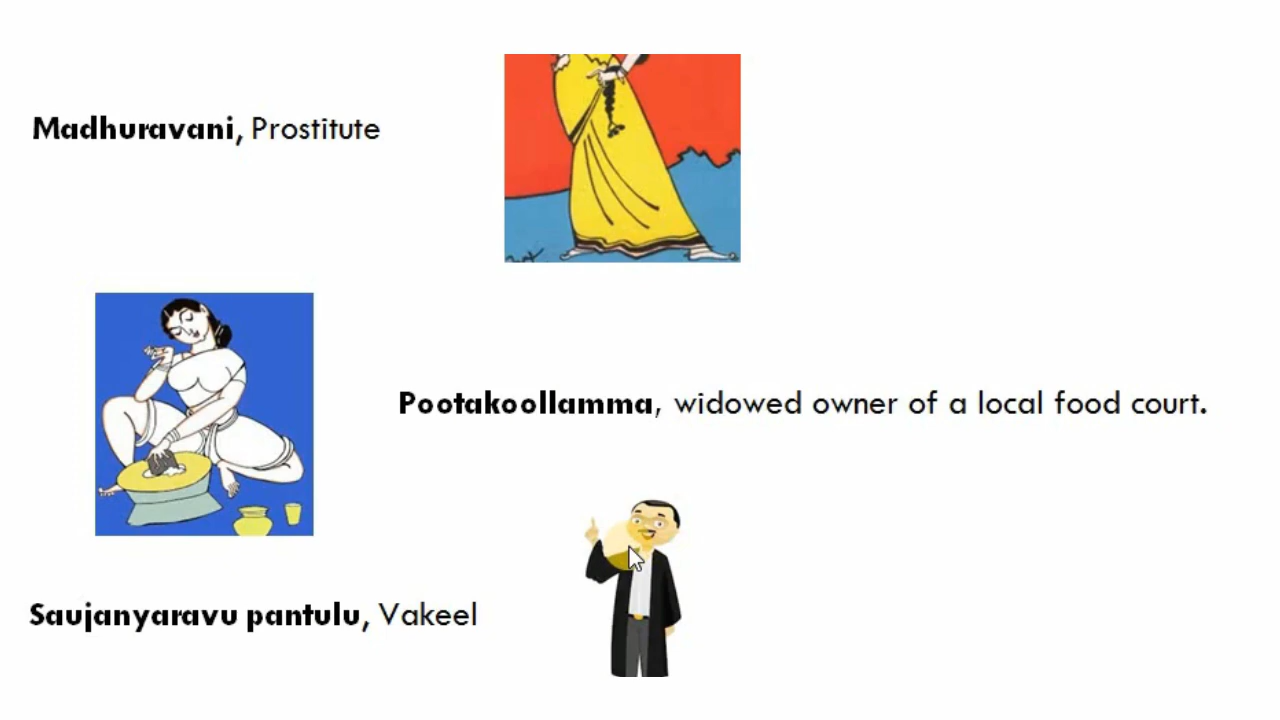 Madhuravani, Prostitute
Pootakoollamma, widowed owner of a local food court.
Saujanyaravu pantulu, Vakeel